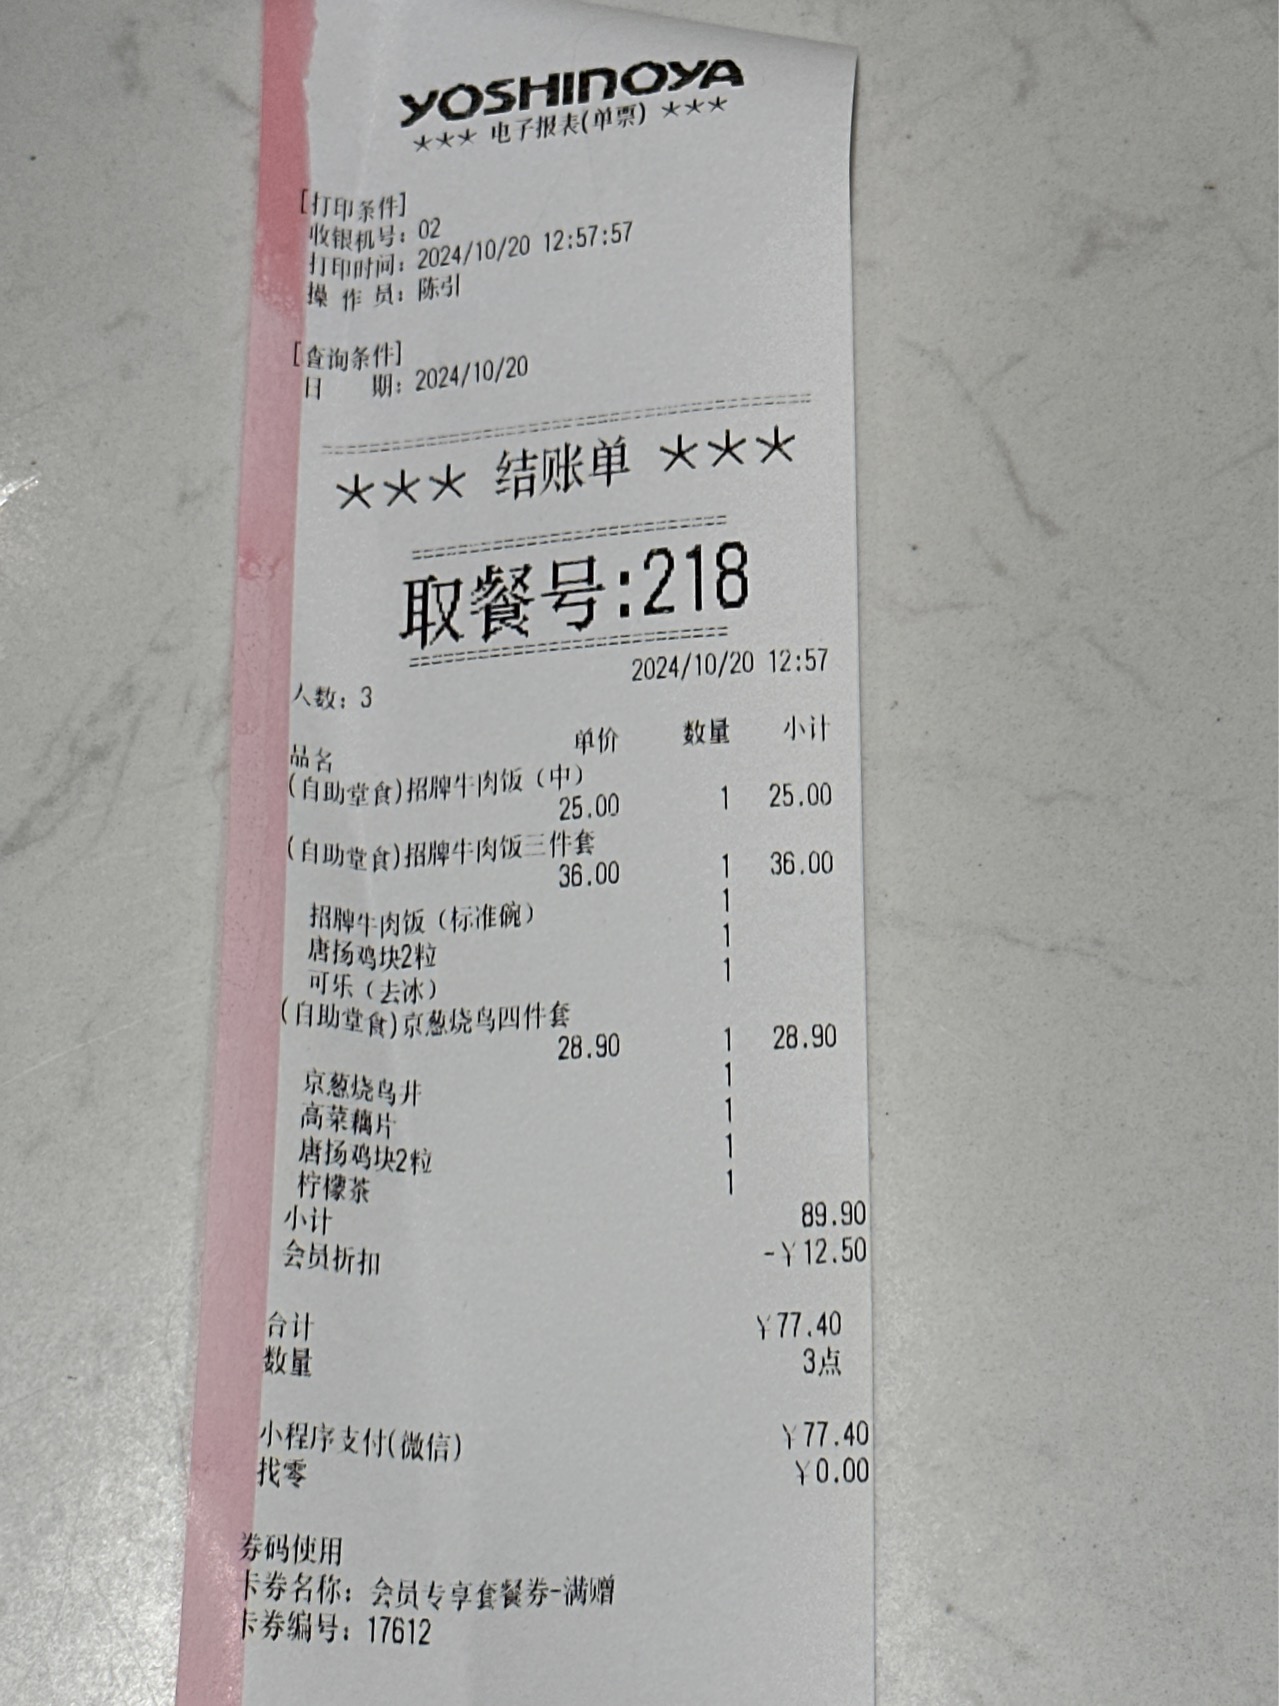 YOSHINOYA
*** 电子报表(单票) ***
[打印条件]
收银机号: 02
打印时间: 2024/10/20 12:57:57
操 作 员: 陈引
[查询条件]
日 期: 2024/10/20
================================
*** 结账单 ***
====================
取餐号:218
====================
2024/10/20 12:57
人数: 3
品名 单价 数量 小计
(自助堂食)招牌牛肉饭（中）
25.00 1 25.00
(自助堂食)招牌牛肉饭三件套
36.00 1 36.00
招牌牛肉饭（标准碗） 1
唐扬鸡块2粒 1
可乐（去冰） 1
(自助堂食)京葱烧鸟四件套
28.90 1 28.90
京葱烧鸟丼 1
高菜藕片 1
唐扬鸡块2粒 1
柠檬茶 1
小计 89.90
会员折扣 -¥12.50
合计 ¥77.40
数量 3点
小程序支付(微信) ¥77.40
找零 ¥0.00
券码使用
卡券名称: 会员专享套餐券-满赠
卡券编号: 17612